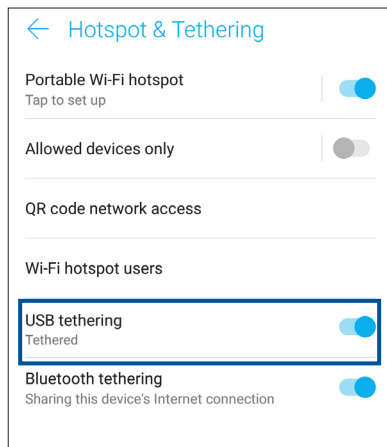 Hotspot & Tethering
Portable Wi-Fi hotspot
Tap to set up
Allowed devices only
QR code network access
Wi-Fi hotspot users
USB tethering
Tethered
Bluetooth tethering
Sharing this device's Internet connection